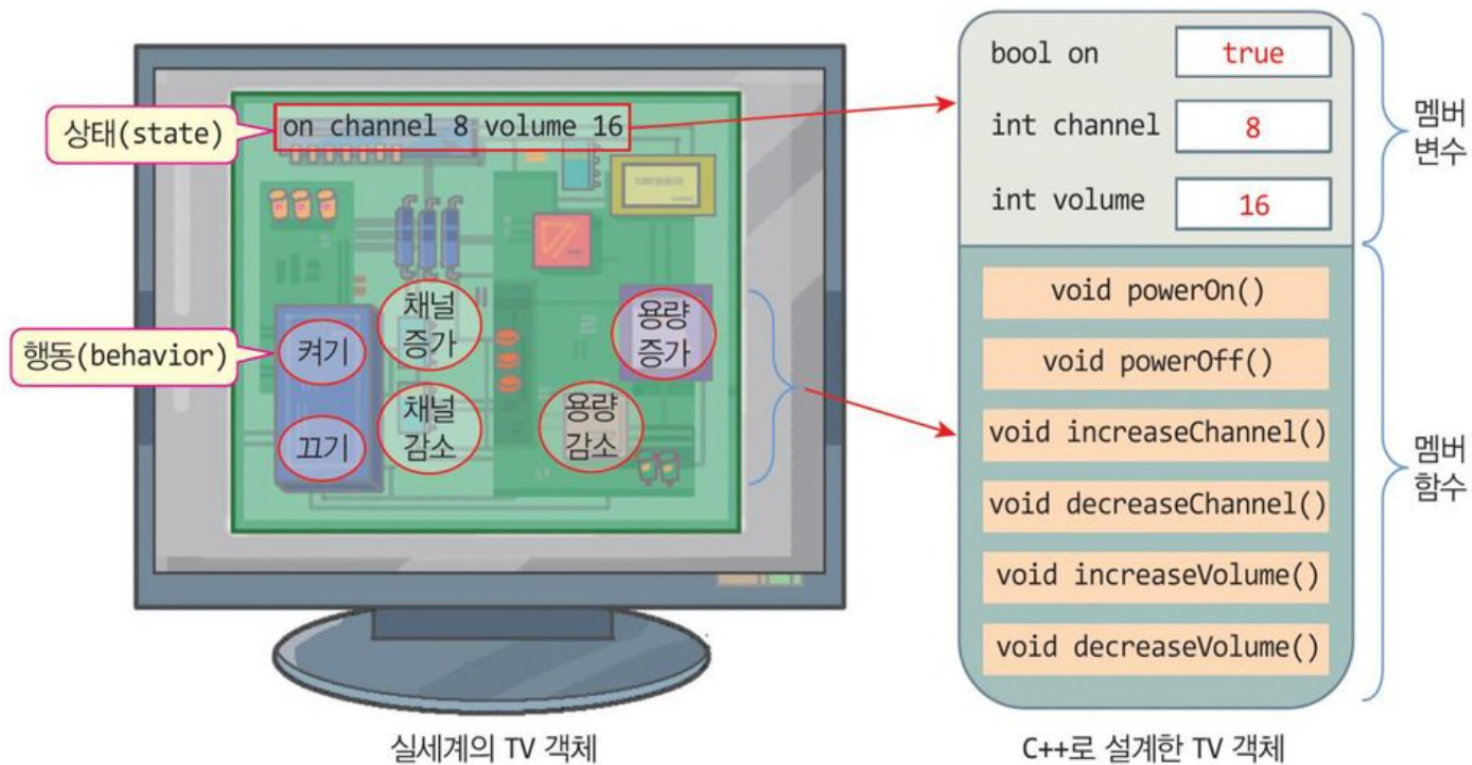 상태(state)
on channel 8 volume 16
행동(behavior)
켜기
끄기
채널
증가
채널
감소
용량
증가
용량
감소
실세계의 TV 객체
bool on true
int channel 8
int volume 16
멤버
변수
void powerOn()
void powerOff()
void increaseChannel()
void decreaseChannel()
void increaseVolume()
void decreaseVolume()
멤버
함수
C++로 설계한 TV 객체